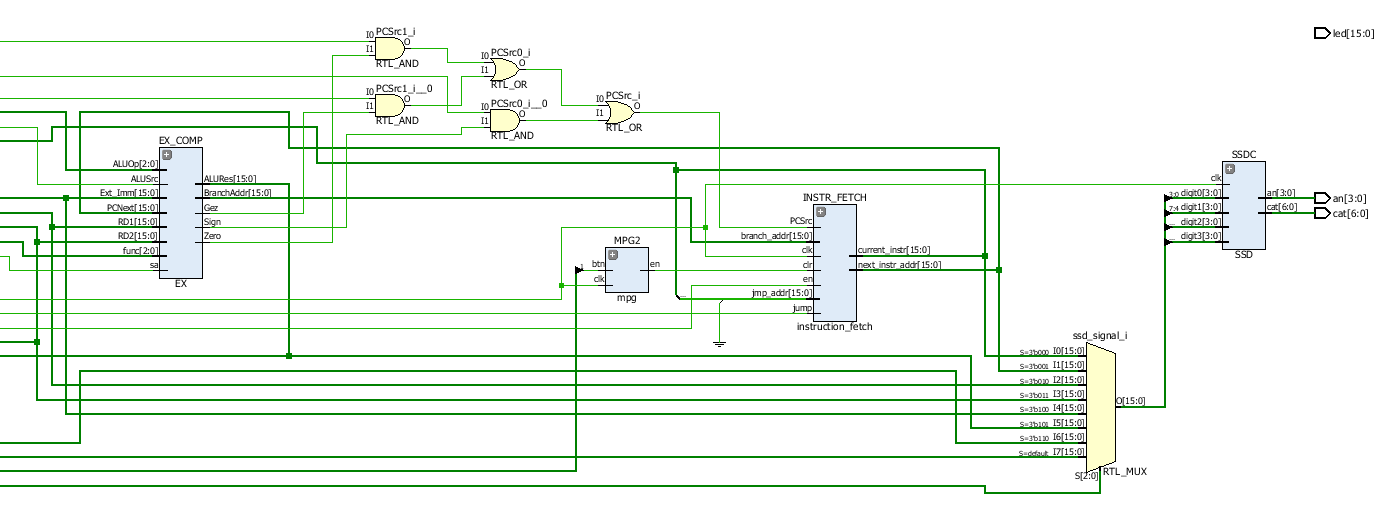 PCSrc1_i
I0
I1
O
RTL_AND
PCSrc0_i
I0
I1
O
RTL_OR
PCSrc1_i__0
I0
I1
O
RTL_AND
PCSrc0_i__0
I0
I1
O
RTL_AND
PCSrc_i
I0
I1
O
RTL_OR
led[15:0]
EX_COMP
ALUOp[2:0]
ALUSrc
Ext_Imm[15:0]
PCNext[15:0]
RD1[15:0]
RD2[15:0]
func[2:0]
sa
ALURes[15:0]
BranchAddr[15:0]
Gez
Sign
Zero
EX
MPG2
btn
clk
en
mpg
1
INSTR_FETCH
PCSrc
branch_addr[15:0]
clk
clr
en
jmp_addr[15:0]
jump
current_instr[15:0]
next_instr_addr[15:0]
instruction_fetch
SSDC
clk
3:0 digit0[3:0]
7:4 digit1[3:0]
digit2[3:0]
digit3[3:0]
an[3:0]
cat[6:0]
SSD
an[3:0]
cat[6:0]
ssd_signal_i
S=3'b000 I0[15:0]
S=3'b001 I1[15:0]
S=3'b010 I2[15:0]
S=3'b011 I3[15:0]
S=3'b100 I4[15:0]
S=3'b101 I5[15:0]
S=3'b110 I6[15:0]
S=default I7[15:0]
O[15:0]
S[2:0]
RTL_MUX